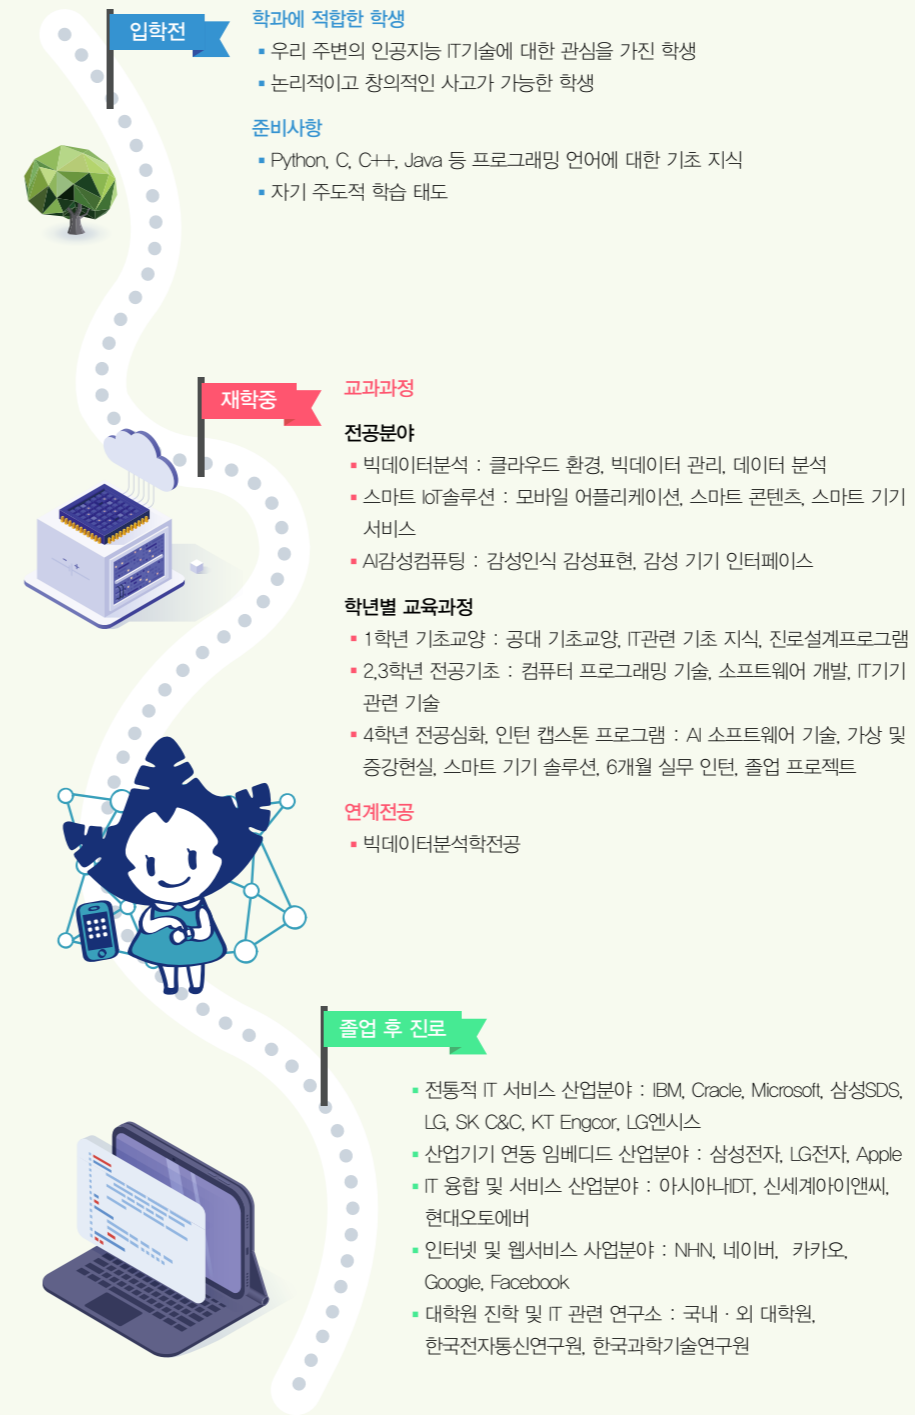 입학전
학과에 적합한 학생
▪ 우리 주변의 인공지능 IT기술에 대한 관심을 가진 학생
▪ 논리적이고 창의적인 사고가 가능한 학생
준비사항
▪ Python, C, C++, Java 등 프로그래밍 언어에 대한 기초 지식
▪ 자기 주도적 학습 태도
재학중
교과과정
전공분야
▪ 빅데이터분석 : 클라우드 환경, 빅데이터 관리, 데이터 분석
▪ 스마트 IoT솔루션 : 모바일 어플리케이션, 스마트 콘텐츠, 스마트 기기
서비스
▪ AI감성컴퓨팅 : 감성인식 감성표현, 감성 기기 인터페이스
학년별 교육과정
▪ 1학년 기초교양 : 공대 기초교양, IT관련 기초 지식, 진로설계프로그램
▪ 2,3학년 전공기초 : 컴퓨터 프로그래밍 기술, 소프트웨어 개발, IT기기
관련 기술
▪ 4학년 전공심화, 인턴 캡스톤 프로그램 : AI 소프트웨어 기술, 가상 및
증강현실, 스마트 기기 솔루션, 6개월 실무 인턴, 졸업 프로젝트
연계전공
▪ 빅데이터분석학전공
졸업 후 진로
▪ 전통적 IT 서비스 산업분야 : IBM, Cracle, Microsoft, 삼성SDS,
LG, SK C&C, KT Engcor, LG엔시스
▪ 산업기기 연동 임베디드 산업분야 : 삼성전자, LG전자, Apple
▪ IT 융합 및 서비스 산업분야 : 아시아나IDT, 신세계아이앤씨,
현대오토에버
▪ 인터넷 및 웹서비스 사업분야 : NHN, 네이버, 카카오,
Google, Facebook
▪ 대학원 진학 및 IT 관련 연구소 : 국내 · 외 대학원,
한국전자통신연구원, 한국과학기술연구원